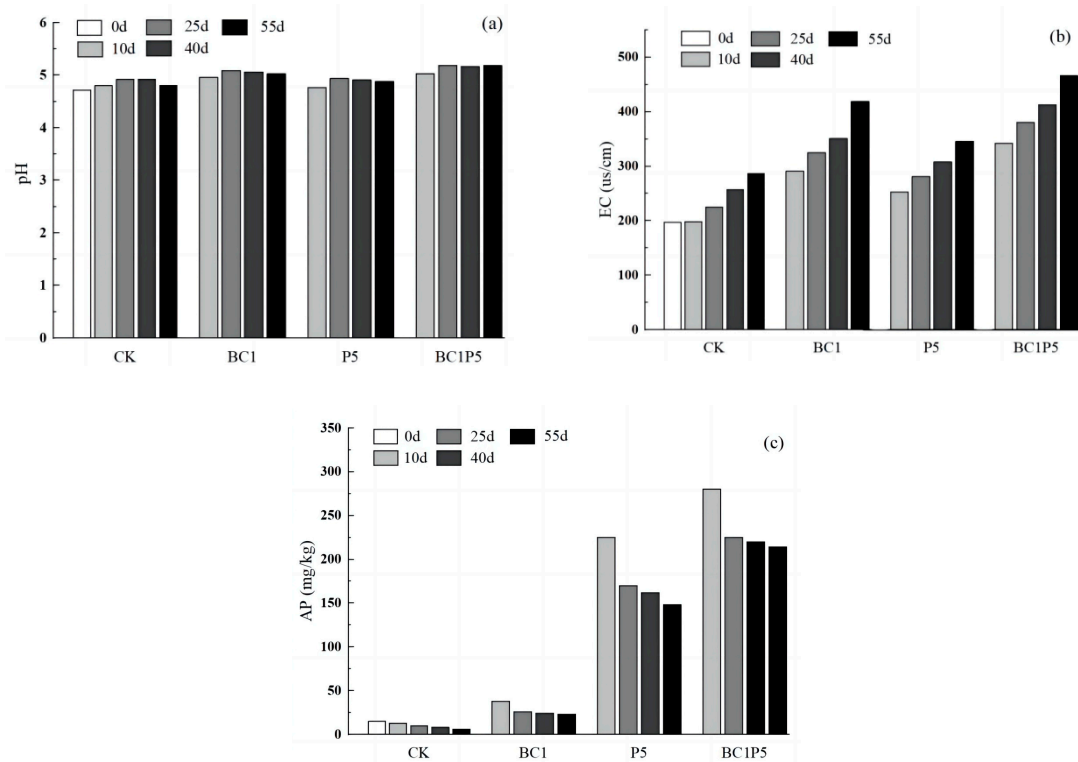 (a)
0d 25d 55d
10d 40d
6
5
4
3
2
1
0
pH
CK BC1 P5 BC1P5
(b)
0d 25d 55d
10d 40d
500
400
300
200
100
0
EC (us/cm)
CK BC1 P5 BC1P5
(c)
0d 25d 55d
10d 40d
350
300
250
200
150
100
50
0
AP (mg/kg)
CK BC1 P5 BC1P5